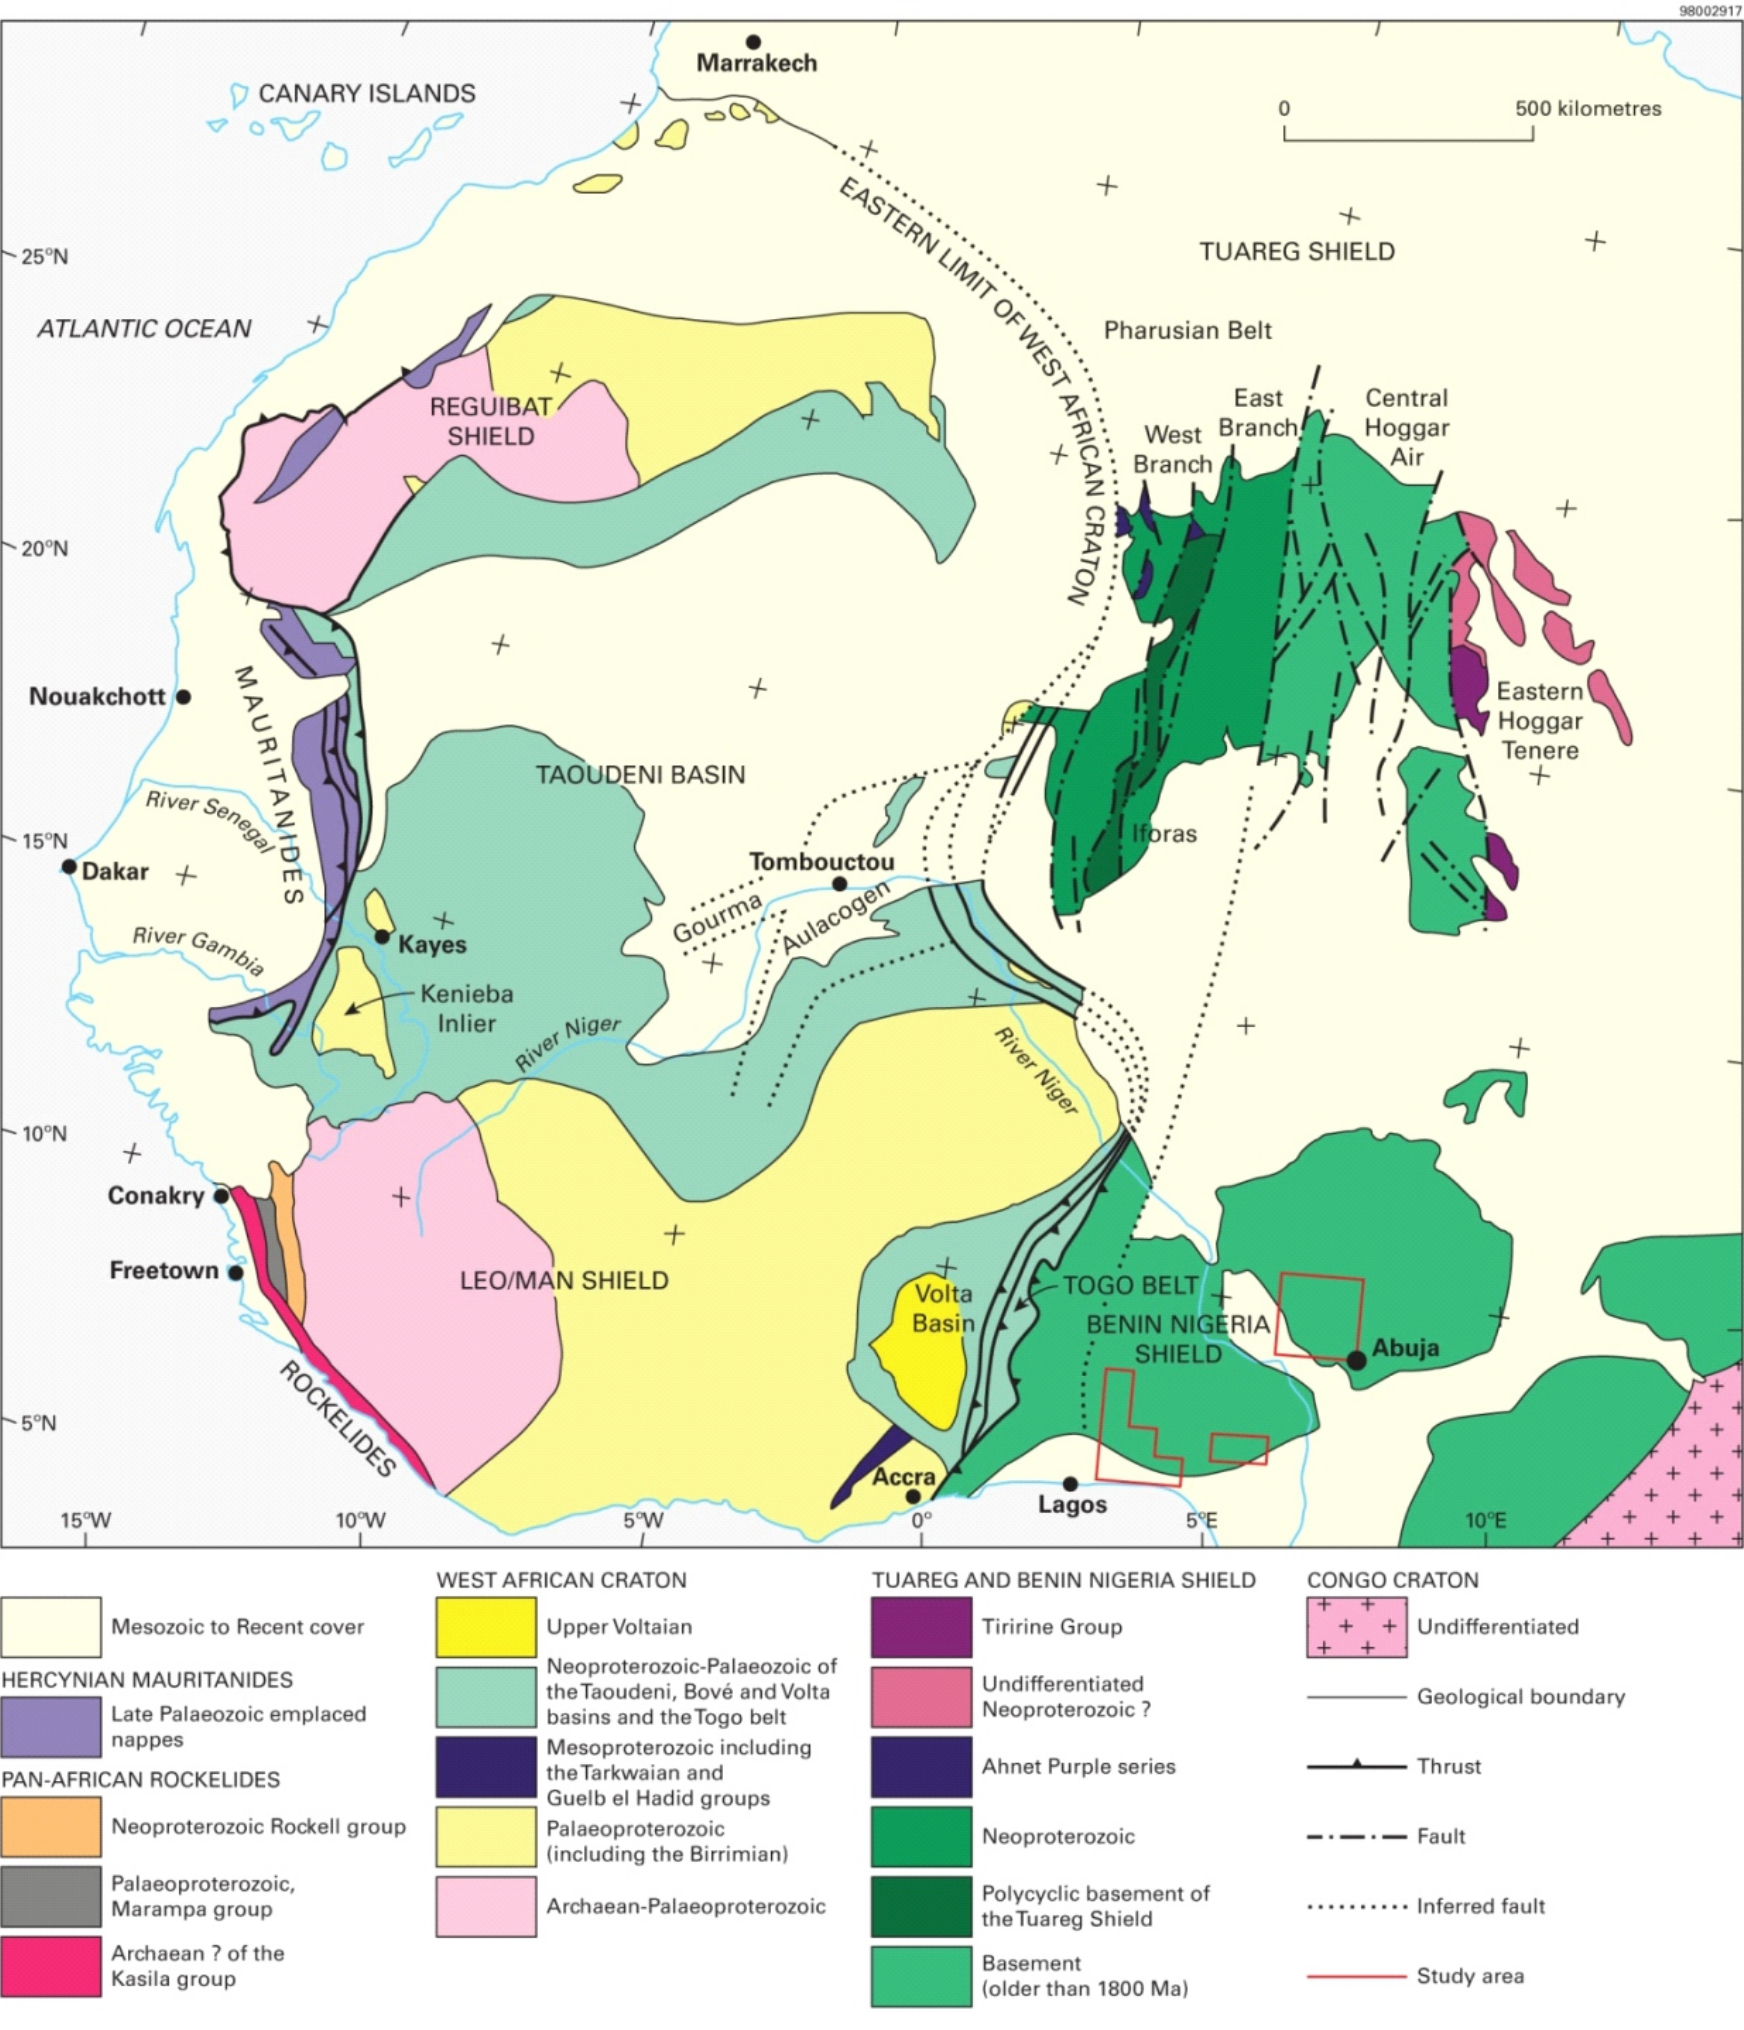 98002917
Marrakech
CANARY ISLANDS
0 500 kilometres
EASTERN LIMIT OF WEST AFRICAN CRATON
TUAREG SHIELD
25°N
ATLANTIC OCEAN
Pharusian Belt
REGUIBAT
SHIELD
East
Branch
Central
Hoggar
Air
West
Branch
20°N
Nouakchott
MAURITANIDES
Eastern
Hoggar
Tenere
TAOUDENI BASIN
River Senegal
15°N
Iforas
Dakar
Tombouctou
Gourma
Aulacogen
River Gambia
Kayes
Kenieba
Inlier
River Niger
River Niger
10°N
Conakry
Freetown
LEO/MAN SHIELD
Volta
Basin
TOGO BELT
BENIN NIGERIA
SHIELD
Abuja
ROCKELIDES
5°N
Accra
Lagos
15°W 10°W 5°W 0° 5°E 10°E
Mesozoic to Recent cover
HERCYNIAN MAURITANIDES
Late Palaeozoic emplaced
nappes
PAN-AFRICAN ROCKELIDES
Neoproterozoic Rockell group
Palaeoproterozoic,
Marampa group
Archaean ? of the
Kasila group
WEST AFRICAN CRATON
Upper Voltaian
Neoproterozoic-Palaeozoic of
the Taoudeni, Bové and Volta
basins and the Togo belt
Mesoproterozoic including
the Tarkwaian and
Guelb el Hadid groups
Palaeoproterozoic
(including the Birrimian)
Archaean-Palaeoproterozoic
TUAREG AND BENIN NIGERIA SHIELD
Tiririne Group
Undifferentiated
Neoproterozoic ?
Ahnet Purple series
Neoproterozoic
Polycyclic basement of
the Tuareg Shield
Basement
(older than 1800 Ma)
CONGO CRATON
Undifferentiated
Geological boundary
Thrust
Fault
Inferred fault
Study area